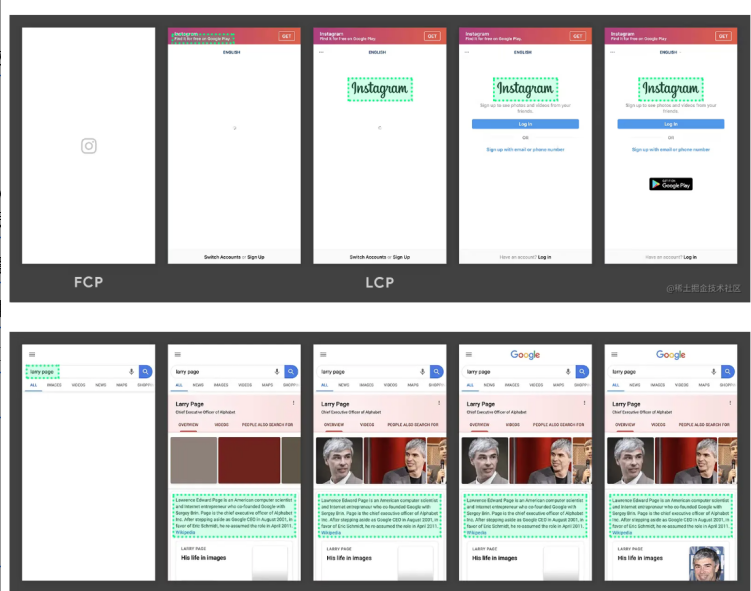 Instagram
Find it for free on Google Play.
GET
ENGLISH
Switch Accounts or Sign Up
Instagram
Find it for free on Google Play.
GET
ENGLISH
Instagram
Switch Accounts or Sign Up
Instagram
Find it for free on Google Play.
GET
ENGLISH
Instagram
Sign up to see photos and videos from your
friends.
Log In
OR
Sign up with email or phone number
Have an account? Log in
Instagram
Find it for free on Google Play.
GET
ENGLISH
Instagram
Sign up to see photos and videos from your
friends.
Log In
OR
Sign up with email or phone number
GET IT ON
Google Play
Have an account? Log in
FCP
LCP
@稀土掘金技术社区
larry page
ALL IMAGES VIDEOS NEWS MAPS SHOPPIN
larry page
ALL NEWS IMAGES VIDEOS MAPS SHOPPIN
Larry Page
Chief Executive Officer of Alphabet
OVERVIEW VIDEOS PEOPLE ALSO SEARCH FOR
Lawrence Edward Page is an American computer scientist
and Internet entrepreneur who co-founded Google with
Sergey Brin. Page is the chief executive officer of Alphabet
Inc. After stepping aside as Google CEO in August 2001, in
favor of Eric Schmidt, he re-assumed the role in April 2011.
Wikipedia
LARRY PAGE
His life in images
larry page
ALL NEWS IMAGES VIDEOS MAPS SHOPPIN
Larry Page
Chief Executive Officer of Alphabet
OVERVIEW VIDEOS PEOPLE ALSO SEARCH FOR
Lawrence Edward Page is an American computer scientist
and Internet entrepreneur who co-founded Google with
Sergey Brin. Page is the chief executive officer of Alphabet
Inc. After stepping aside as Google CEO in August 2001, in
favor of Eric Schmidt, he re-assumed the role in April 2011.
Wikipedia
LARRY PAGE
His life in images
Google
larry page
ALL NEWS IMAGES VIDEOS MAPS SHOPPIN
Larry Page
Chief Executive Officer of Alphabet
OVERVIEW VIDEOS PEOPLE ALSO SEARCH FOR
Lawrence Edward Page is an American computer scientist
and Internet entrepreneur who co-founded Google with
Sergey Brin. Page is the chief executive officer of Alphabet
Inc. After stepping aside as Google CEO in August 2001, in
favor of Eric Schmidt, he re-assumed the role in April 2011.
Wikipedia
LARRY PAGE
His life in images
Google
larry page
ALL NEWS IMAGES VIDEOS MAPS SHOPPIN
Larry Page
Chief Executive Officer of Alphabet
OVERVIEW VIDEOS PEOPLE ALSO SEARCH FOR
Lawrence Edward Page is an American computer scientist
and Internet entrepreneur who co-founded Google with
Sergey Brin. Page is the chief executive officer of Alphabet
Inc. After stepping aside as Google CEO in August 2001, in
favor of Eric Schmidt, he re-assumed the role in April 2011.
Wikipedia
LARRY PAGE
His life in images